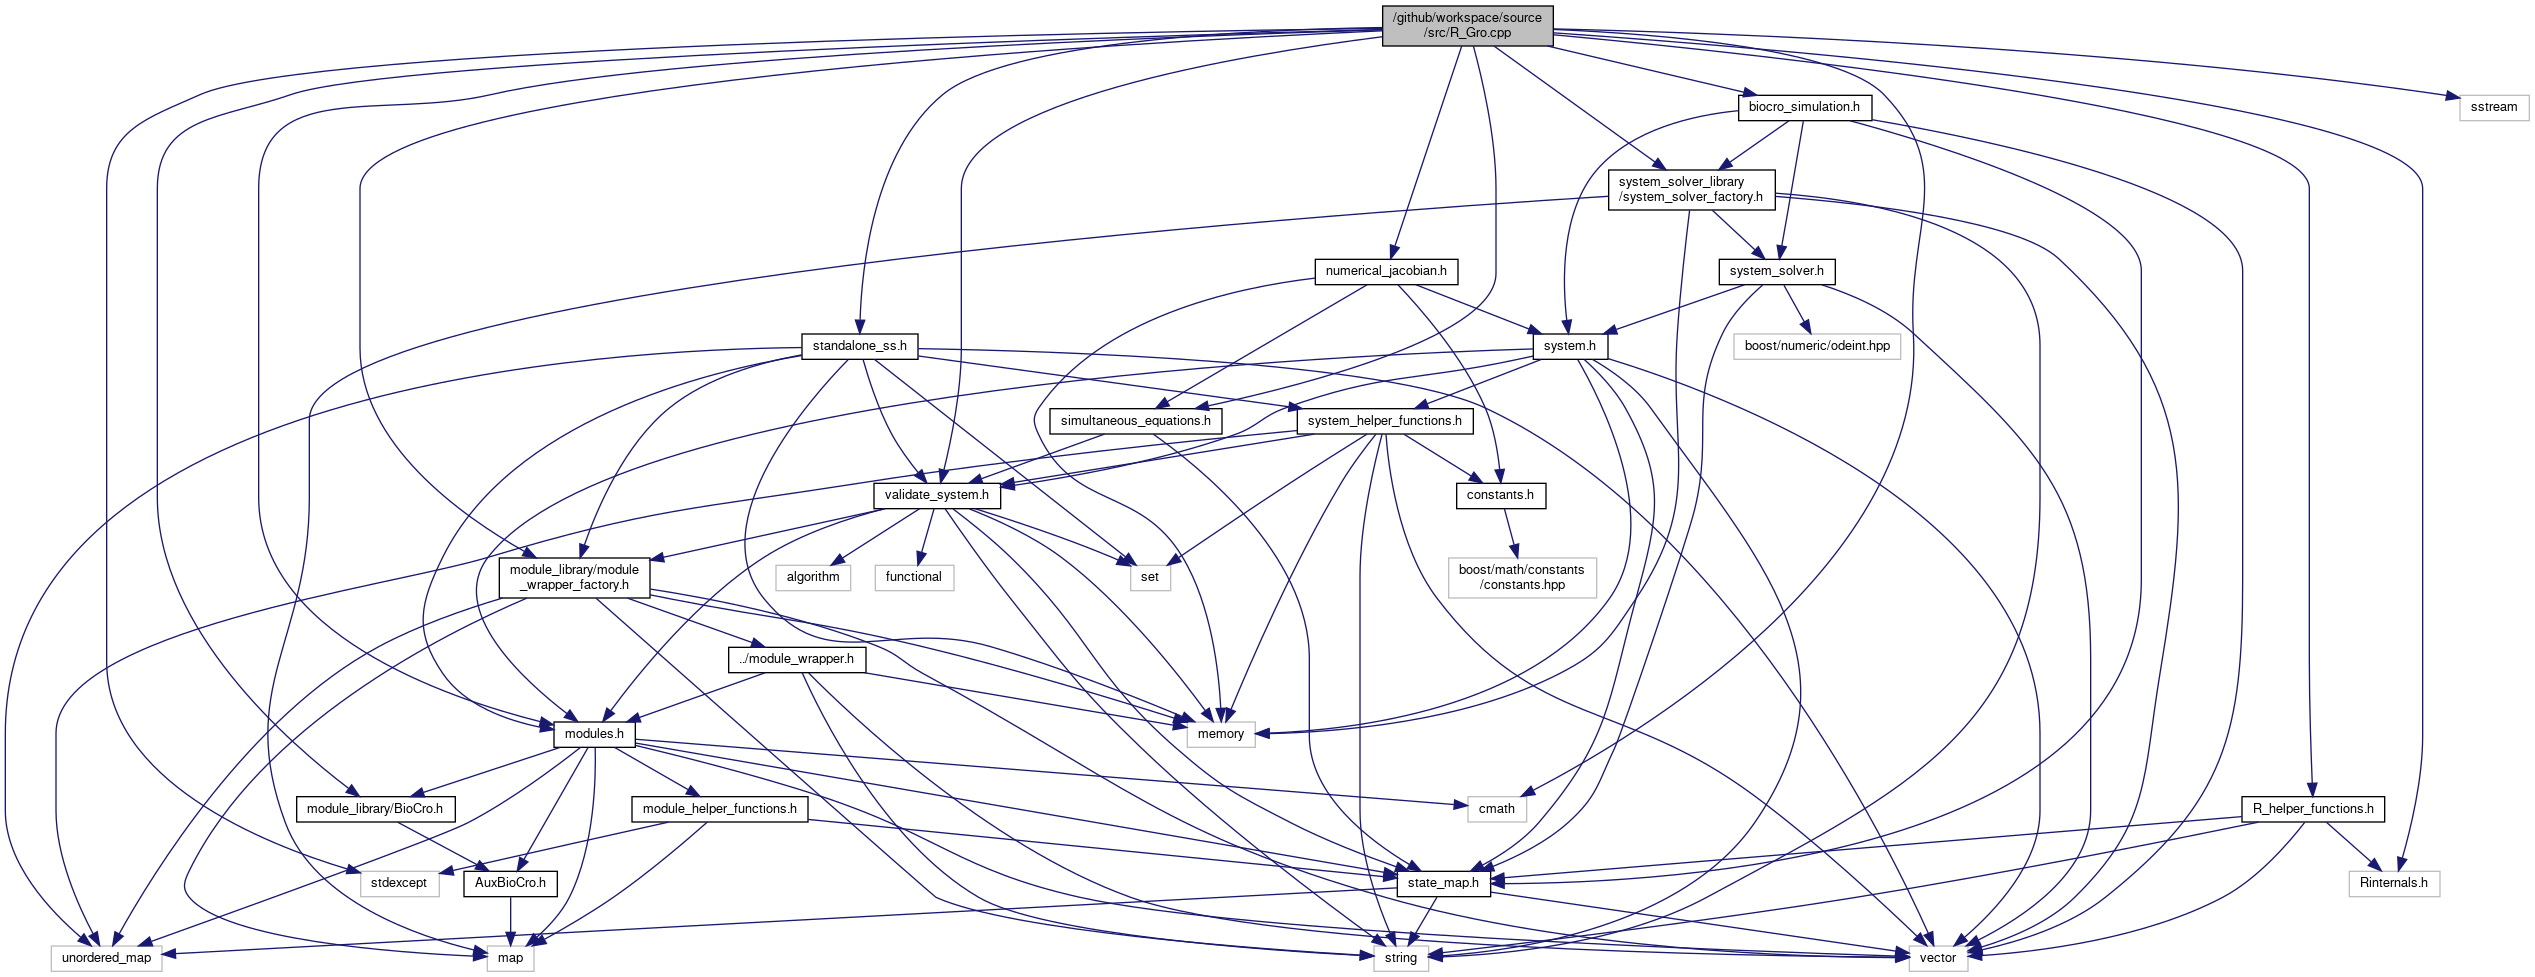 /github/workspace/source
/src/R_Gro.cpp
biocro_simulation.h
sstream
system_solver_library
/system_solver_factory.h
numerical_jacobian.h
system_solver.h
standalone_ss.h
system.h
boost/numeric/odeint.hpp
simultaneous_equations.h
system_helper_functions.h
validate_system.h
constants.h
module_library/module
_wrapper_factory.h
algorithm
functional
set
boost/math/constants
/constants.hpp
../module_wrapper.h
modules.h
memory
module_library/BioCro.h
module_helper_functions.h
cmath
R_helper_functions.h
stdexcept
AuxBioCro.h
state_map.h
Rinternals.h
unordered_map
map
string
vector